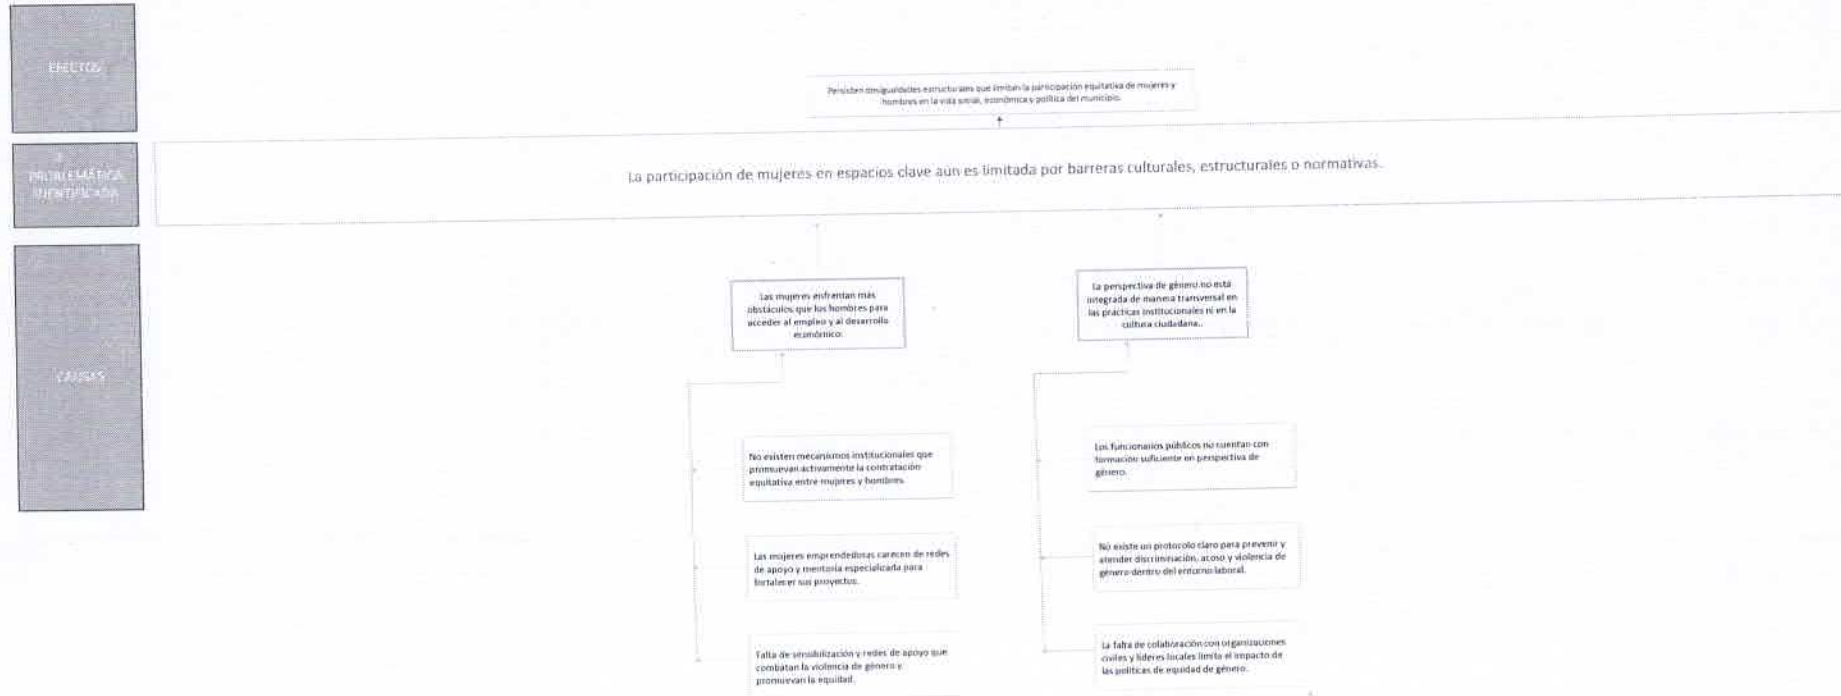 EFECTOS
Persisten desigualdades estructurales que limitan la participación equitativa de mujeres y
hombres en la vida social, económica y política del municipio.
PROBLEMÁTICA
IDENTIFICADA
La participación de mujeres en espacios clave aún es limitada por barreras culturales, estructurales o normativas.
CAUSAS
Las mujeres enfrentan más
obstáculos que los hombres para
acceder al empleo y al desarrollo
económico.
No existen mecanismos institucionales que
promuevan activamente la contratación
equitativa entre mujeres y hombres.
Las mujeres emprendedoras carecen de redes
de apoyo y mentoría especializada para
fortalecer sus proyectos.
Falta de sensibilización y redes de apoyo que
combatan la violencia de género y
promuevan la equidad.
La perspectiva de género no está
integrada de manera transversal en
las prácticas institucionales ni en la
cultura ciudadana..
Los funcionarios públicos no cuentan con
formación suficiente en perspectiva de
género.
No existe un protocolo claro para prevenir y
atender discriminación, acoso y violencia de
género dentro del entorno laboral.
La falta de colaboración con organizaciones
civiles y líderes locales limita el impacto de
las políticas de equidad de género.